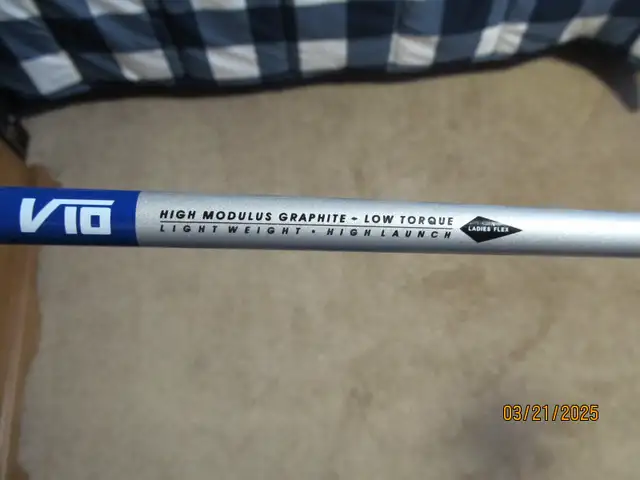 V10
HIGH MODULUS GRAPHITE - LOW TORQUE
LIGHT WEIGHT • HIGH LAUNCH
LADIES FLEX
03/21/2025